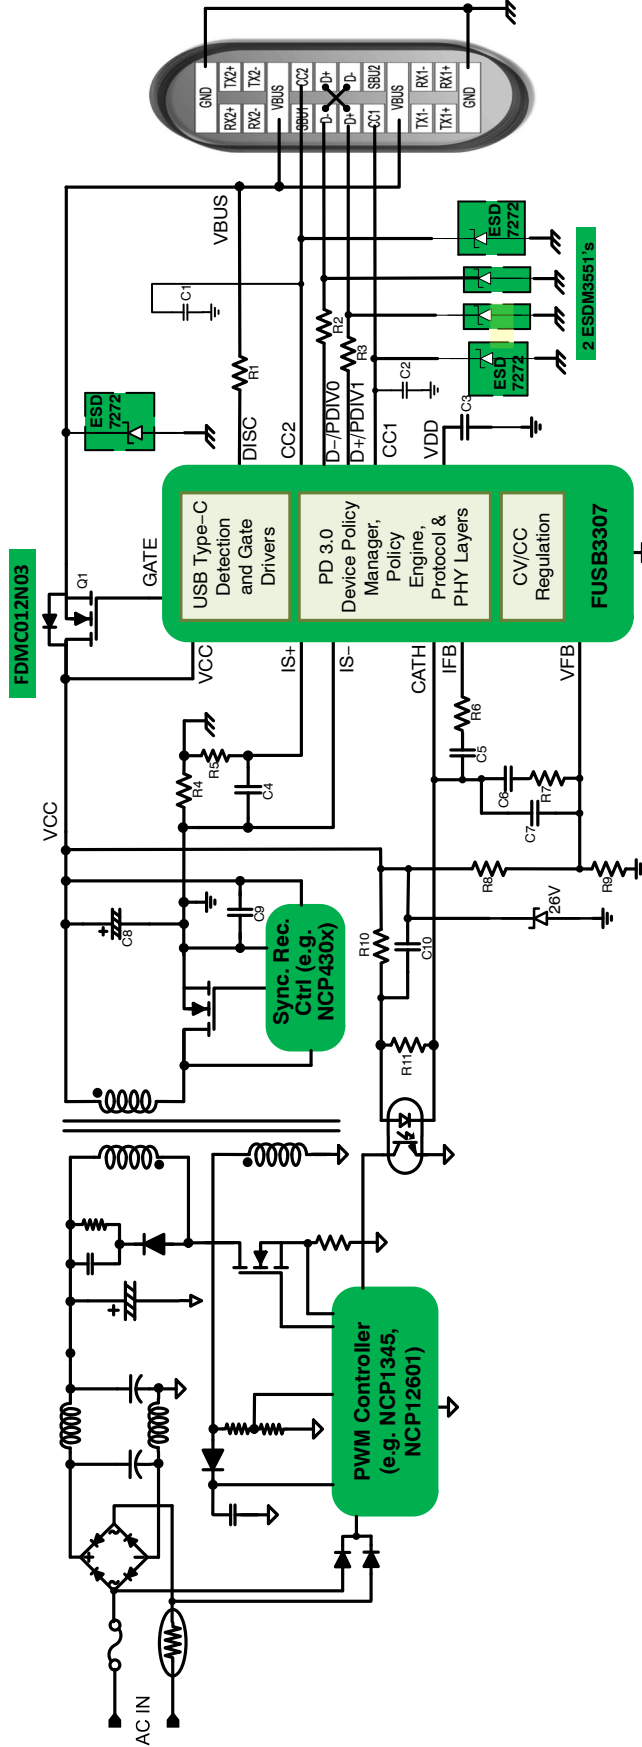 AC IN
PWM Controller
(e.g. NCP1345,
NCP12601)
VCC
C8
+
+
Sync. Rec.
Ctrl (e.g.
NCP430x)
C9
R4
R5
C4
R10
C10
R11
26V
R8
R9
C7
C6
R7
C5
R6
FDMC012N03
Q1
GATE
VCC
IS+
IS−
CATH
IFB
VFB
USB Type−C
Detection
and Gate
Drivers
PD 3.0
Device Policy
Manager,
Policy
Engine,
Protocol &
PHY Layers
CV/CC
Regulation
FUSB3307
DISC
CC2
D−/PDIV0
D+/PDIV1
CC1
VDD
ESD
7272
R1
C1
R2
R3
C2
C3
VBUS
ESD
7272
ESD
7272
2 ESDM3551's
GND
TX2+
TX2-
VBUS
CC2
D+
D-
SBU2
VBUS
RX1-
RX1+
GND
RX2+
RX2-
SBU1
D-
D+
CC1
TX1-
TX1+